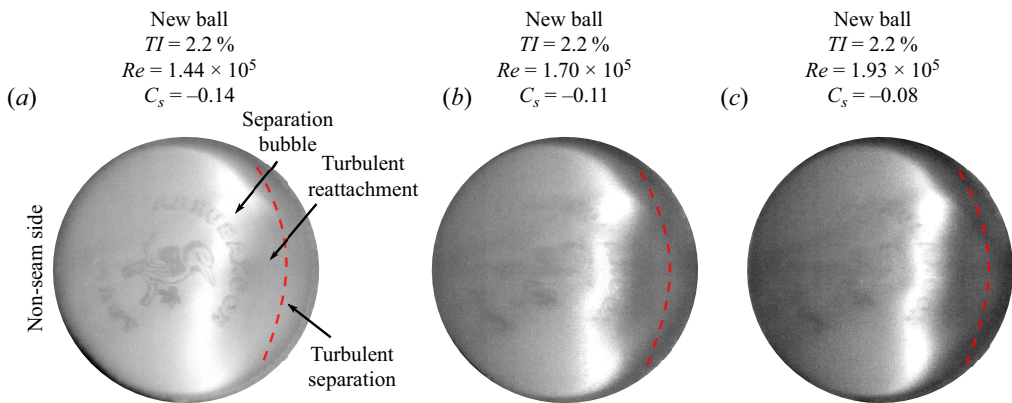 New ball
TI = 2.2 %
Re = 1.44 × 10⁵
(a)
Cₛ = –0.14
New ball
TI = 2.2 %
Re = 1.70 × 10⁵
(b)
Cₛ = –0.11
New ball
TI = 2.2 %
Re = 1.93 × 10⁵
(c)
Cₛ = –0.08
Separation
bubble
Turbulent
reattachment
Non-seam side
Turbulent
separation